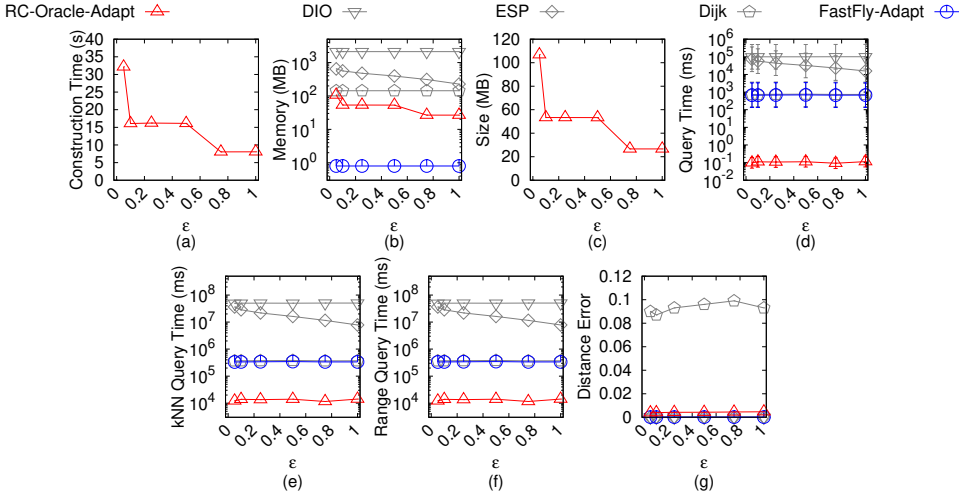 RC-Oracle-Adapt DIO ESP Dijk FastFly-Adapt
Construction Time (s)
40
35
30
25
20
15
10
5
0
0 0.2 0.4 0.6 0.8 1
ε
(a)
Memory (MB)
10^3
10^2
10^1
10^0
0 0.2 0.4 0.6 0.8 1
ε
(b)
Size (MB)
120
100
80
60
40
20
0
0 0.2 0.4 0.6 0.8 1
ε
(c)
Query Time (ms)
10^6
10^5
10^4
10^3
10^2
10^1
10^0
10^-1
10^-2
0 0.2 0.4 0.6 0.8 1
ε
(d)
kNN Query Time (ms)
10^8
10^7
10^6
10^5
10^4
0 0.2 0.4 0.6 0.8 1
ε
(e)
Range Query Time (ms)
10^8
10^7
10^6
10^5
10^4
0 0.2 0.4 0.6 0.8 1
ε
(f)
Distance Error
0.12
0.1
0.08
0.06
0.04
0.02
0
0 0.2 0.4 0.6 0.8 1
ε
(g)